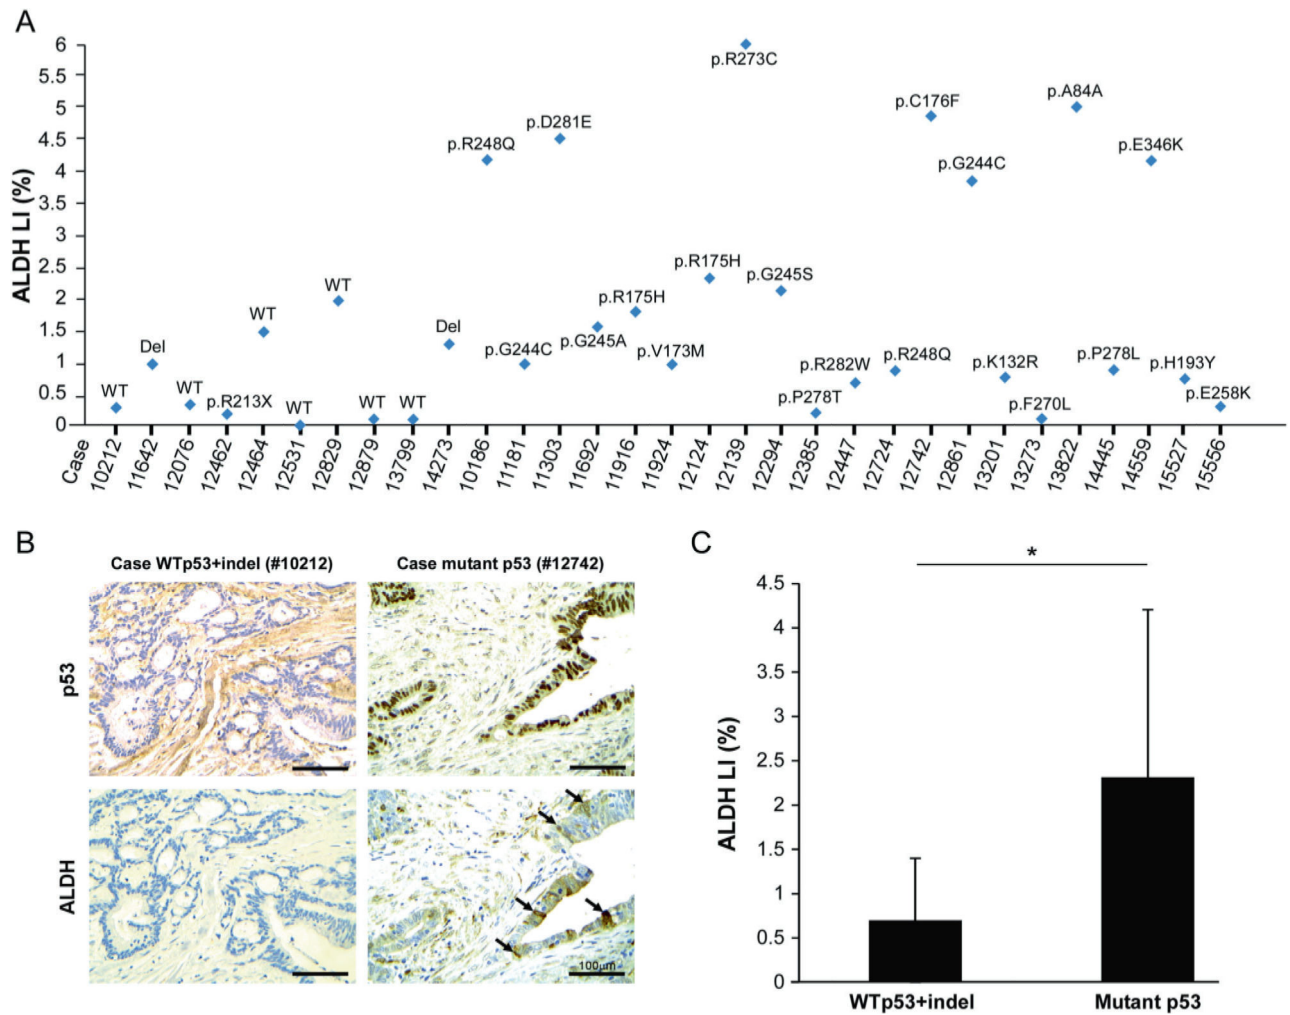 A
ALDH LI (%)
6
5.5
5
4.5
4
3.5
3
2.5
2
1.5
1
0.5
0
WT
Del
WT
p.R213X
WT
WT
WT
WT
WT
Del
p.R248Q
p.G244C
p.D281E
p.G245A
p.R175H
p.V173M
p.R175H
p.R273C
p.G245S
p.P278T
p.R282W
p.R248Q
p.C176F
p.G244C
p.K132R
p.F270L
p.A84A
p.P278L
p.E346K
p.H193Y
p.E258K
Case
10212
11642
12076
12462
12464
12531
12829
12879
13799
14273
10186
11181
11303
11692
11916
11924
12124
12139
12294
12385
12447
12724
12742
12861
13201
13273
13822
14445
14559
15527
15556
B
Case WTp53+indel (#10212)
Case mutant p53 (#12742)
p53
ALDH
100μm
C
*
ALDH LI (%)
4.5
4
3.5
3
2.5
2
1.5
1
0.5
0
WTp53+indel
Mutant p53